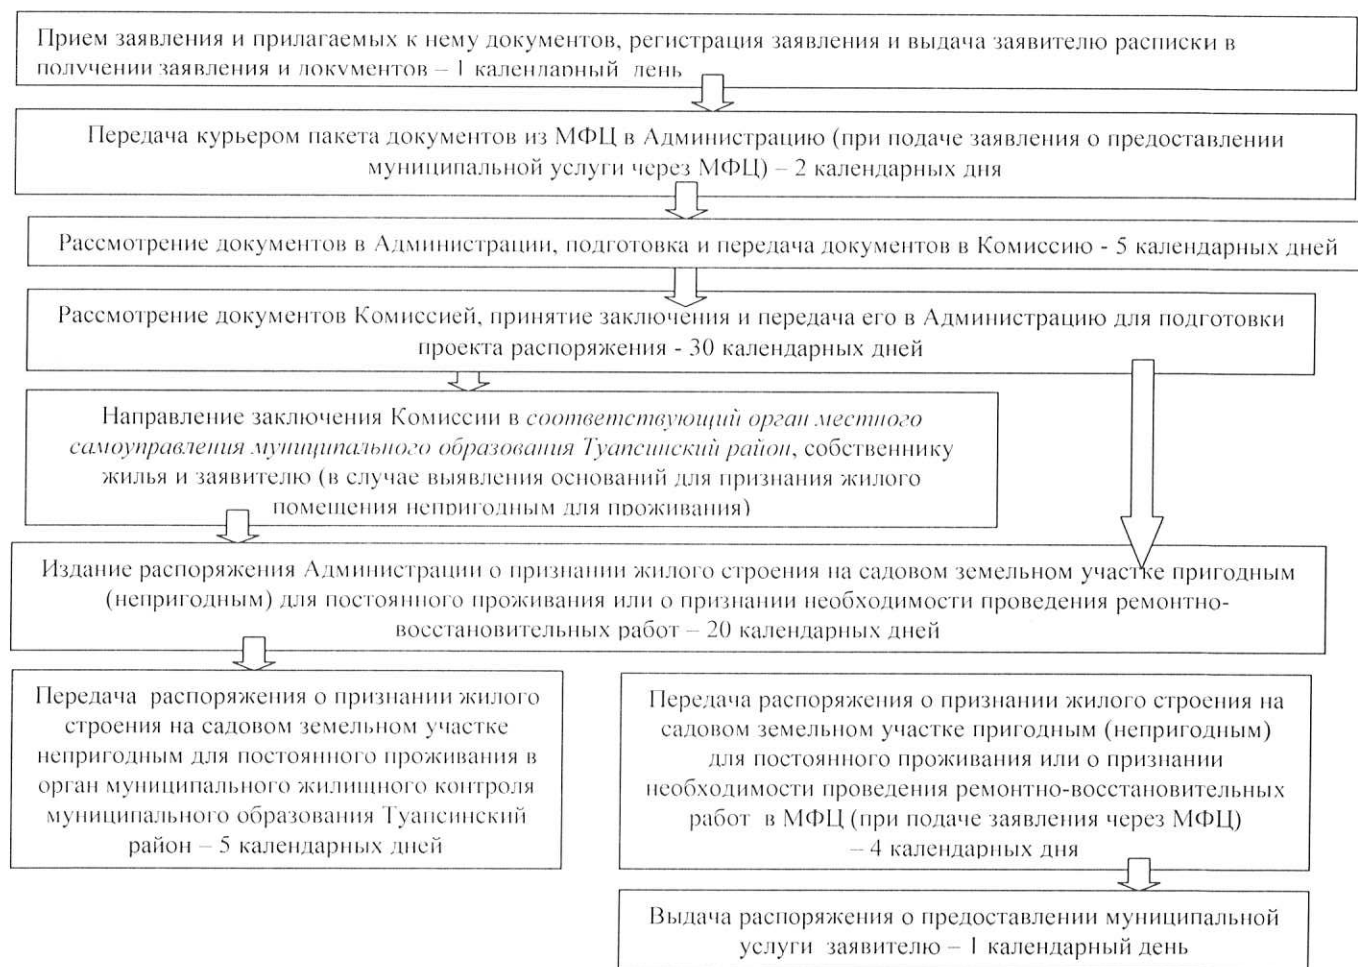 Прием заявления и прилагаемых к нему документов, регистрация заявления и выдача заявителю расписки в
получении заявления и документов – 1 календарный день
Передача курьером пакета документов из МФЦ в Администрацию (при подаче заявления о предоставлении
муниципальной услуги через МФЦ) – 2 календарных дня
Рассмотрение документов в Администрации, подготовка и передача документов в Комиссию - 5 календарных дней
Рассмотрение документов Комиссией, принятие заключения и передача его в Администрацию для подготовки
проекта распоряжения - 30 календарных дней
Направление заключения Комиссии в соответствующий орган местного
самоуправления муниципального образования Туапсинский район, собственнику
жилья и заявителю (в случае выявления оснований для признания жилого
помещения непригодным для проживания)
Издание распоряжения Администрации о признании жилого строения на садовом земельном участке пригодным
(непригодным) для постоянного проживания или о признании необходимости проведения ремонтно-
восстановительных работ – 20 календарных дней
Передача распоряжения о признании жилого
строения на садовом земельном участке
непригодным для постоянного проживания в
орган муниципального жилищного контроля
муниципального образования Туапсинский
район – 5 календарных дней
Передача распоряжения о признании жилого строения на
садовом земельном участке пригодным (непригодным)
для постоянного проживания или о признании
необходимости проведения ремонтно-восстановительных
работ в МФЦ (при подаче заявления через МФЦ)
– 4 календарных дня
Выдача распоряжения о предоставлении муниципальной
услуги заявителю – 1 календарный день